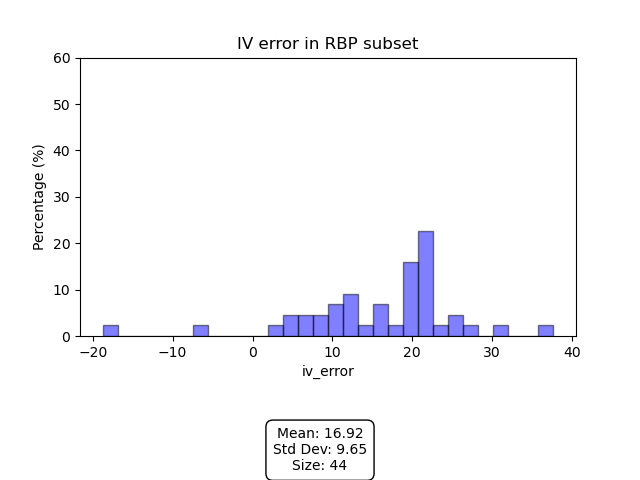 IV error in RBP subset
60
50
40
30
20
10
0
Percentage (%)
−20 −10 0 10 20 30 40
iv_error
Mean: 16.92
Std Dev: 9.65
Size: 44